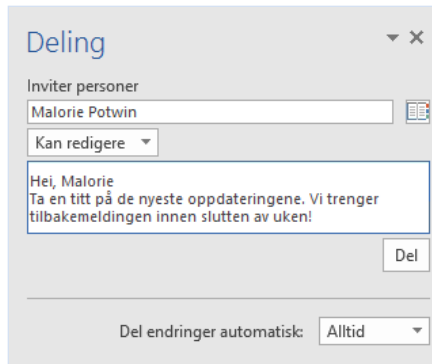 Deling
Inviter personer
Malorie Potwin
Kan redigere
Hei, Malorie
Ta en titt på de nyeste oppdateringene. Vi trenger
tilbakemeldingen innen slutten av uken!
Del
Del endringer automatisk: Alltid